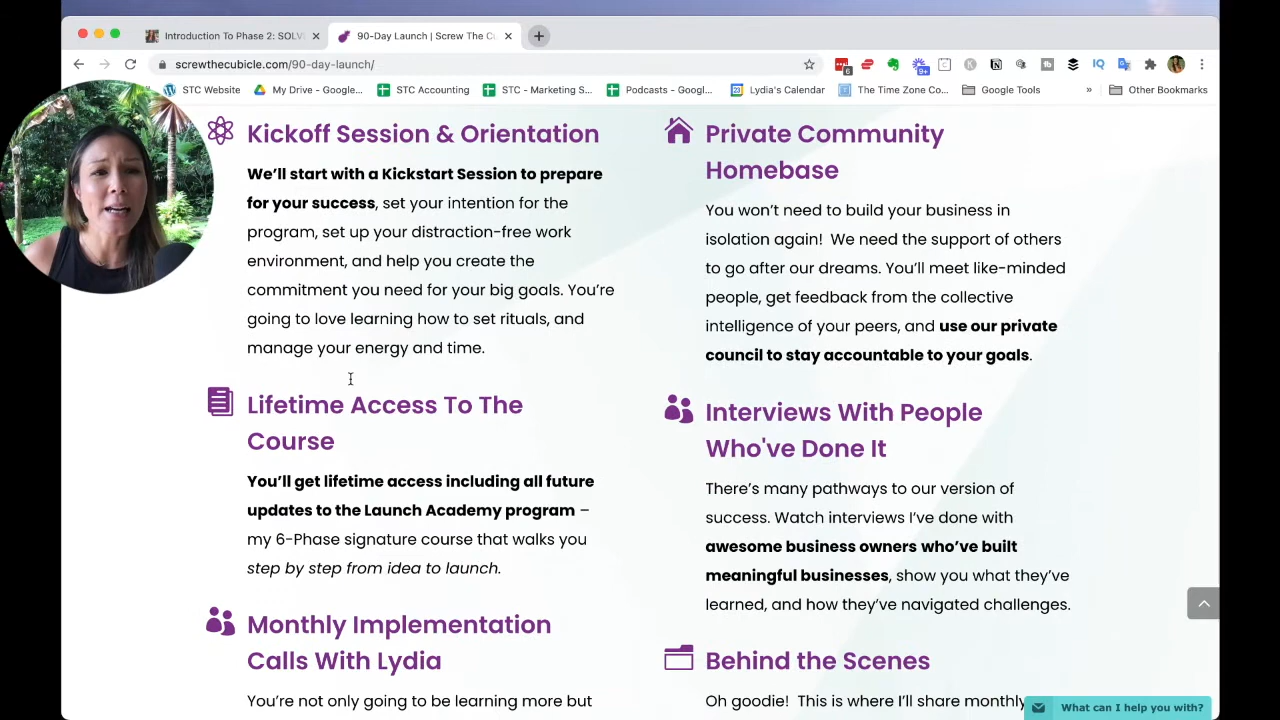 Introduction To Phase 2: SOLV
90-Day Launch | Screw The Cu
screwthecubicle.com/90-day-launch/
6
9+
IQ
STC Website
My Drive - Google...
STC Accounting
STC - Marketing S...
Podcasts - Googl...
Lydia's Calendar
The Time Zone Co...
Google Tools
»
Other Bookmarks
Kickoff Session & Orientation
We'll start with a Kickstart Session to prepare
for your success, set your intention for the
program, set up your distraction-free work
environment, and help you create the
commitment you need for your big goals. You're
going to love learning how to set rituals, and
manage your energy and time.
Lifetime Access To The
Course
You'll get lifetime access including all future
updates to the Launch Academy program –
my 6-Phase signature course that walks you
step by step from idea to launch.
Monthly Implementation
Calls With Lydia
You're not only going to be learning more but
Private Community
Homebase
You won't need to build your business in
isolation again! We need the support of others
to go after our dreams. You'll meet like-minded
people, get feedback from the collective
intelligence of your peers, and use our private
council to stay accountable to your goals.
Interviews With People
Who've Done It
There's many pathways to our version of
success. Watch interviews I've done with
awesome business owners who've built
meaningful businesses, show you what they've
learned, and how they've navigated challenges.
Behind the Scenes
Oh goodie! This is where I'll share monthly
What can I help you with?